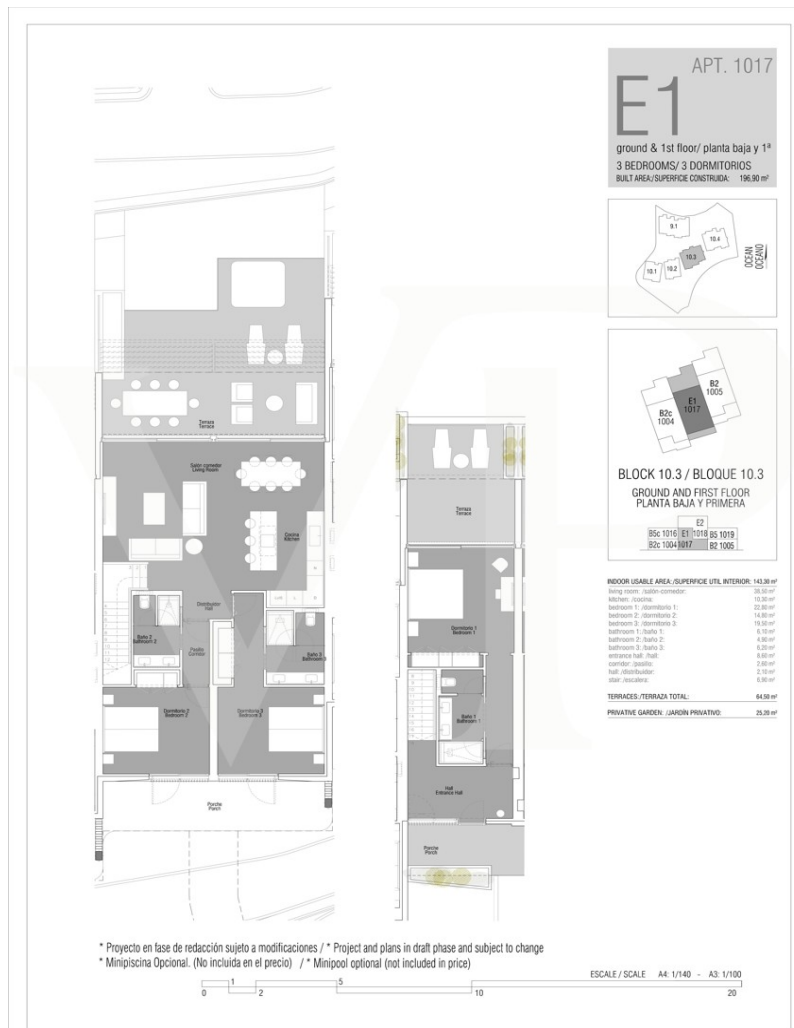 APT. 1017
E1
ground & 1st floor/ planta baja y 1ª
3 BEDROOMS/ 3 DORMITORIOS
BUILT AREA:/SUPERFICIE CONSTRUIDA: 196,90 m²
9.1
10.4
10.3
10.2
10.1
OCEAN
OCÉANO
B2
1005
E1
1017
B2c
1004
BLOCK 10.3 / BLOQUE 10.3
GROUND AND FIRST FLOOR
PLANTA BAJA Y PRIMERA
E2
B5c 1016 E1 1018 B5 1019
B2c 1004 1017 B2 1005
INDOOR USABLE AREA:/SUPERFICIE UTIL INTERIOR: 143,30 m²
living room: /salón-comedor: 38,50 m²
kitchen: /cocina: 10,30 m²
bedroom 1: /dormitorio 1: 22,80 m²
bedroom 2: /dormitorio 2: 14,80 m²
bedroom 3: /dormitorio 3: 19,50 m²
bathroom 1: /baño 1: 6,10 m²
bathroom 2: /baño 2: 4,90 m²
bathroom 3: /baño 3: 6,20 m²
entrance hall: /hall: 8,60 m²
corridor: /pasillo: 2,60 m²
hall: /distribuidor: 2,10 m²
stair: /escalera: 6,90 m²
TERRACES:/TERRAZA TOTAL: 64,50 m²
PRIVATIVE GARDEN: /JARDÍN PRIVATIVO: 25,20 m²
Terraza
Terrace
Salón comedor
Living Room
Cocina
Kitchen
Distribuidor
Hall
Baño 2
Bathroom 2
Pasillo
Corridor
Baño 3
Bathroom 3
Dormitorio 2
Bedroom 2
Dormitorio 3
Bedroom 3
Porche
Porch
Terraza
Terrace
Dormitorio 1
Bedroom 1
Baño 1
Bathroom 1
Hall
Entrance Hall
Porche
Porch
* Proyecto en fase de redacción sujeto a modificaciones / * Project and plans in draft phase and subject to change
* Minipiscina Opcional. (No incluida en el precio) / * Minipool optional (not included in price)
ESCALE / SCALE A4: 1/140 - A3: 1/100
0 1 2 5 10 20